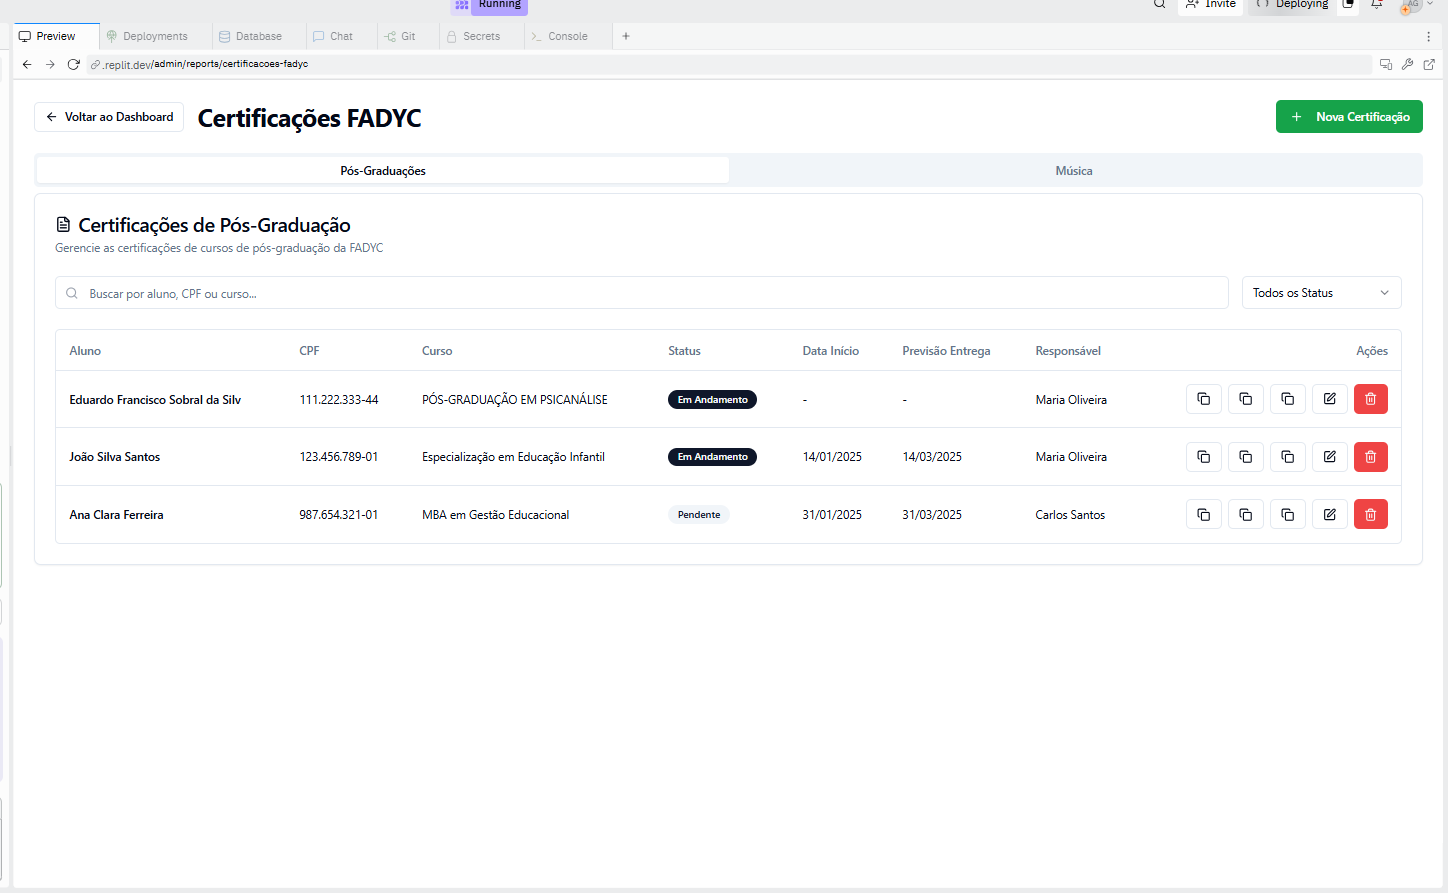 Running
Invite
Deploying
AG
Preview
Deployments
Database
Chat
Git
Secrets
Console
.replit.dev/admin/reports/certificacoes-fadyc
Voltar ao Dashboard
Certificações FADYC
Nova Certificação
Pós-Graduações
Música
Certificações de Pós-Graduação
Gerencie as certificações de cursos de pós-graduação da FADYC
Buscar por aluno, CPF ou curso...
Todos os Status
Aluno CPF Curso Status Data Início Previsão Entrega Responsável Ações
Eduardo Francisco Sobral da Silv 111.222.333-44 PÓS-GRADUAÇÃO EM PSICANÁLISE Em Andamento - - Maria Oliveira
João Silva Santos 123.456.789-01 Especialização em Educação Infantil Em Andamento 14/01/2025 14/03/2025 Maria Oliveira
Ana Clara Ferreira 987.654.321-01 MBA em Gestão Educacional Pendente 31/01/2025 31/03/2025 Carlos Santos